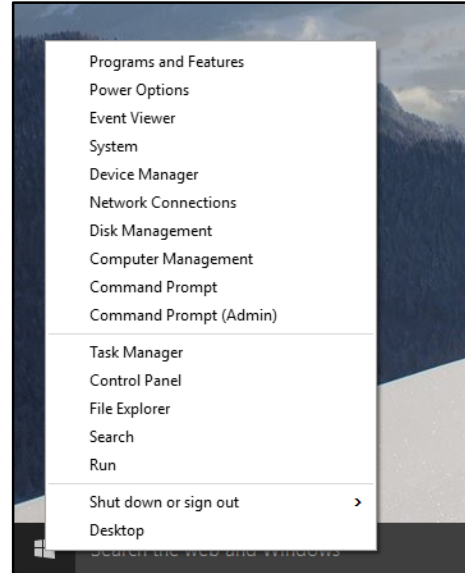 Programs and Features
Power Options
Event Viewer
System
Device Manager
Network Connections
Disk Management
Computer Management
Command Prompt
Command Prompt (Admin)
Task Manager
Control Panel
File Explorer
Search
Run
Shut down or sign out
Desktop
Search the web and Windows